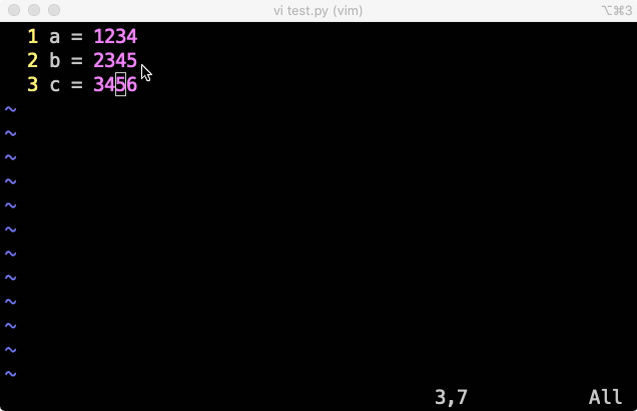 vi test.py (vim) ⌥⌘3
1 a = 1234
2 b = 2345
3 c = 3456
~
~
~
~
~
~
~
~
~
~
~
~
3,7 All